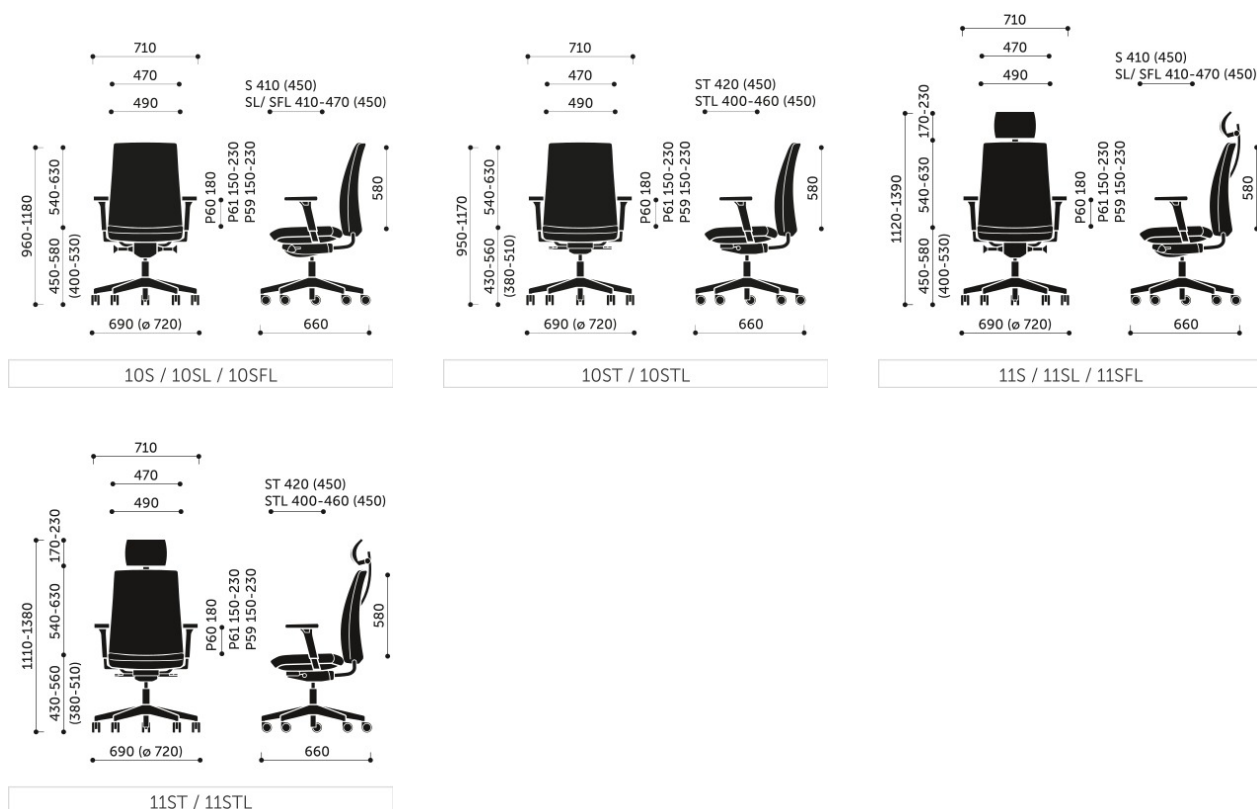 710
470
490
S 410 (450)
SL/ SFL 410-470 (450)
960-1180
540-630
450-580
(400-530)
P60 180
P61 150-230
P59 150-230
580
690 (ø 720)
660
10S / 10SL / 10SFL
710
470
490
ST 420 (450)
STL 400-460 (450)
950-1170
540-630
430-560
(380-510)
P60 180
P61 150-230
P59 150-230
580
690 (ø 720)
660
10ST / 10STL
710
470
490
S 410 (450)
SL/ SFL 410-470 (450)
1120-1390
170-230
540-630
450-580
(400-530)
P60 180
P61 150-230
P59 150-230
580
690 (ø 720)
660
11S / 11SL / 11SFL
710
470
490
ST 420 (450)
STL 400-460 (450)
1110-1380
170-230
540-630
430-560
(380-510)
P60 180
P61 150-230
P59 150-230
580
690 (ø 720)
660
11ST / 11STL